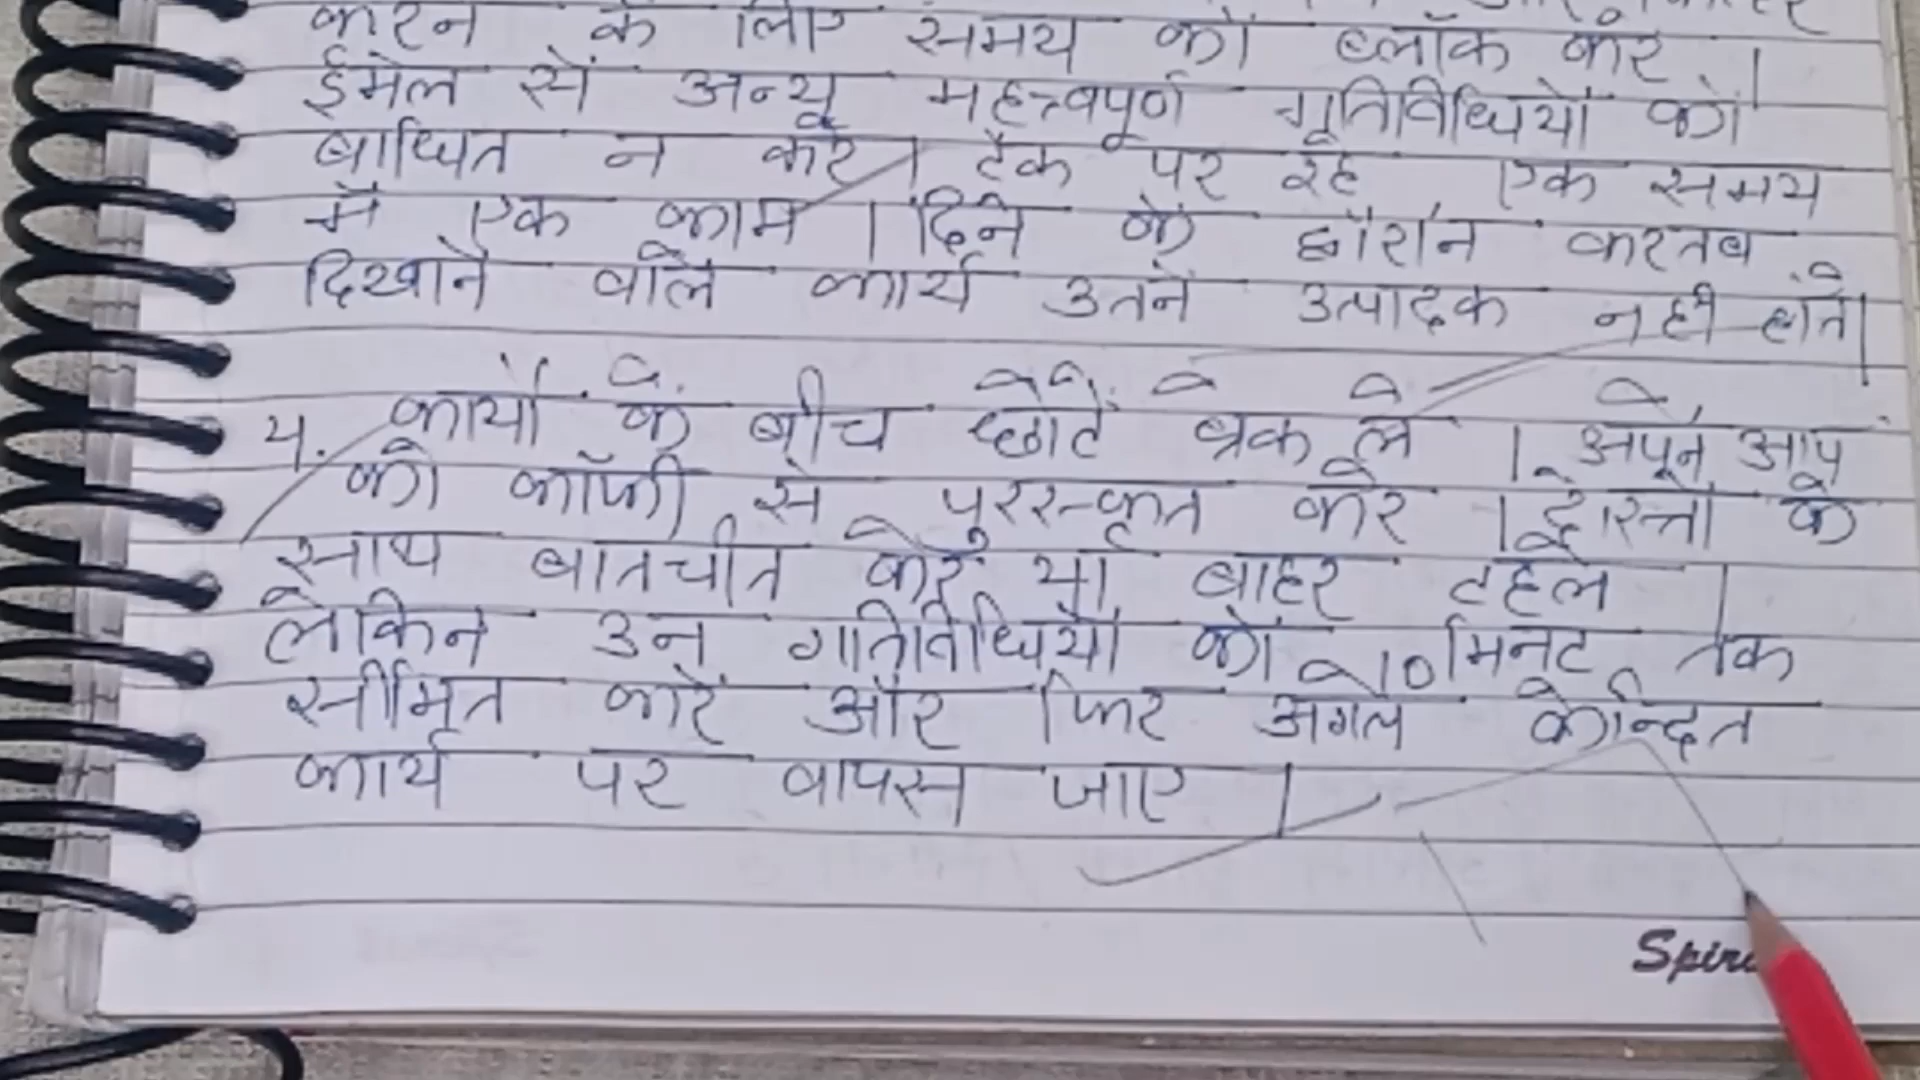 करने के लिए समय को ब्लॉक करें ।
ईमेल से अन्य महत्त्वपूर्ण गतिविधियों को
बाधित न करें । टैक पर रहें एक समय
में एक काम । दिन के दौरान करतब
दिखाने वाले कार्य उतने उत्पादक नहीं होते।
4. कार्यों के बीच छोटे ब्रेक लें । अपने आप
को कॉफी से पुरस्कृत करें । दोस्तों के
साथ बातचीत करें या बाहर टहलें ।
लेकिन उन गतिविधियों को 10 मिनट तक
सीमित करें और फिर अगले केन्द्रित
कार्य पर वापस जाए ।